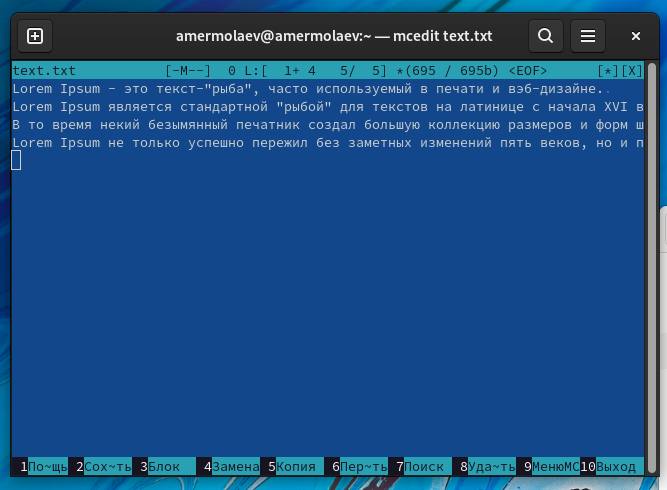 amermolaev@amermolaev:~ — mcedit text.txt
text.txt [-M--] 0 L:[ 1+ 4 5/ 5] *(695 / 695b) <EOF> [*][X]
Lorem Ipsum - это текст-"рыба", часто используемый в печати и вэб-дизайне..
Lorem Ipsum является стандартной "рыбой" для текстов на латинице с начала XVI в
В то время некий безымянный печатник создал большую коллекцию размеров и форм ш
Lorem Ipsum не только успешно пережил без заметных изменений пять веков, но и п
1По~щь 2Сох~ть 3Блок 4Замена 5Копия 6Пер~ть 7Поиск 8Уда~ть 9МенюMC 10Выход